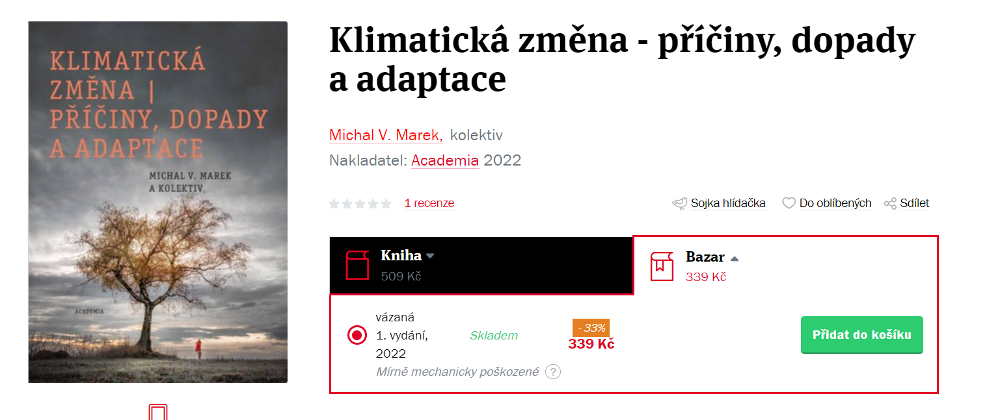 KLIMATICKÁ
ZMĚNA |
PŘÍČINY, DOPADY
A ADAPTACE
MICHAL V. MAREK
A KOLEKTIV
ACADEMIA
Klimatická změna - příčiny, dopady
a adaptace
Michal V. Marek, kolektiv
Nakladatel: Academia 2022
1 recenze
Sojka hlídačka
Do oblíbených
Sdílet
Kniha
509 Kč
Bazar
339 Kč
vázaná
1. vydání,
2022
Mírně mechanicky poškozené ?
Skladem
- 33%
339 Kč
Přidat do košíku